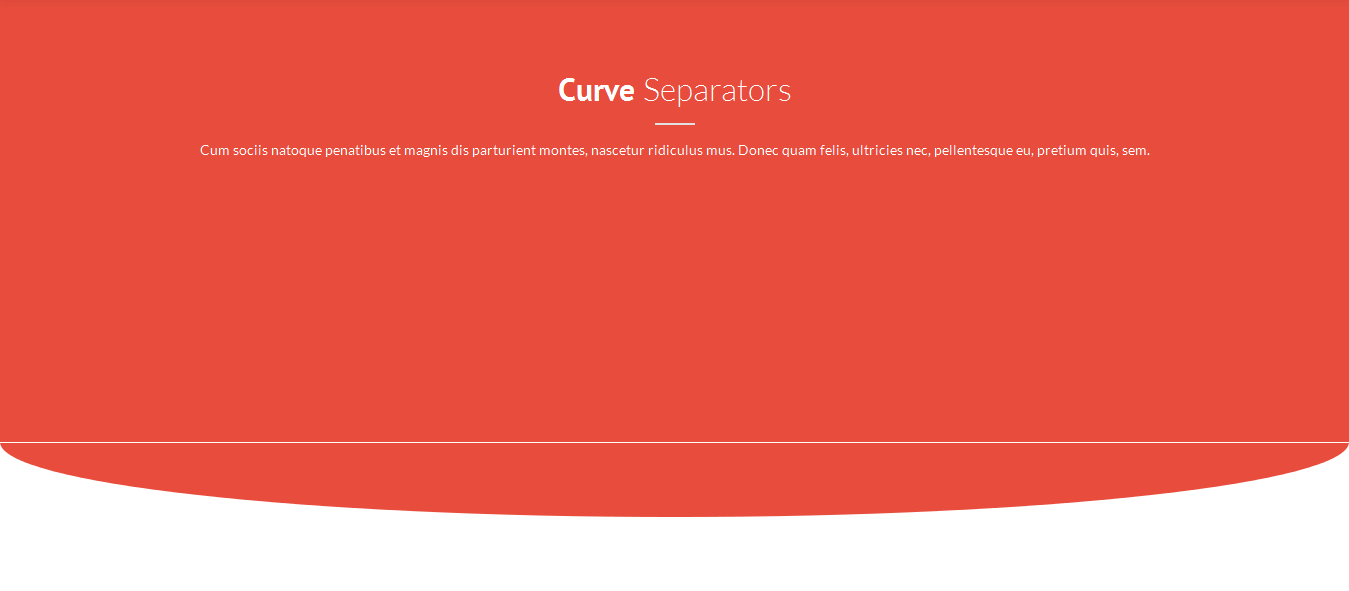 Curve Separators
Cum sociis natoque penatibus et magnis dis parturient montes, nascetur ridiculus mus. Donec quam felis, ultricies nec, pellentesque eu, pretium quis, sem.